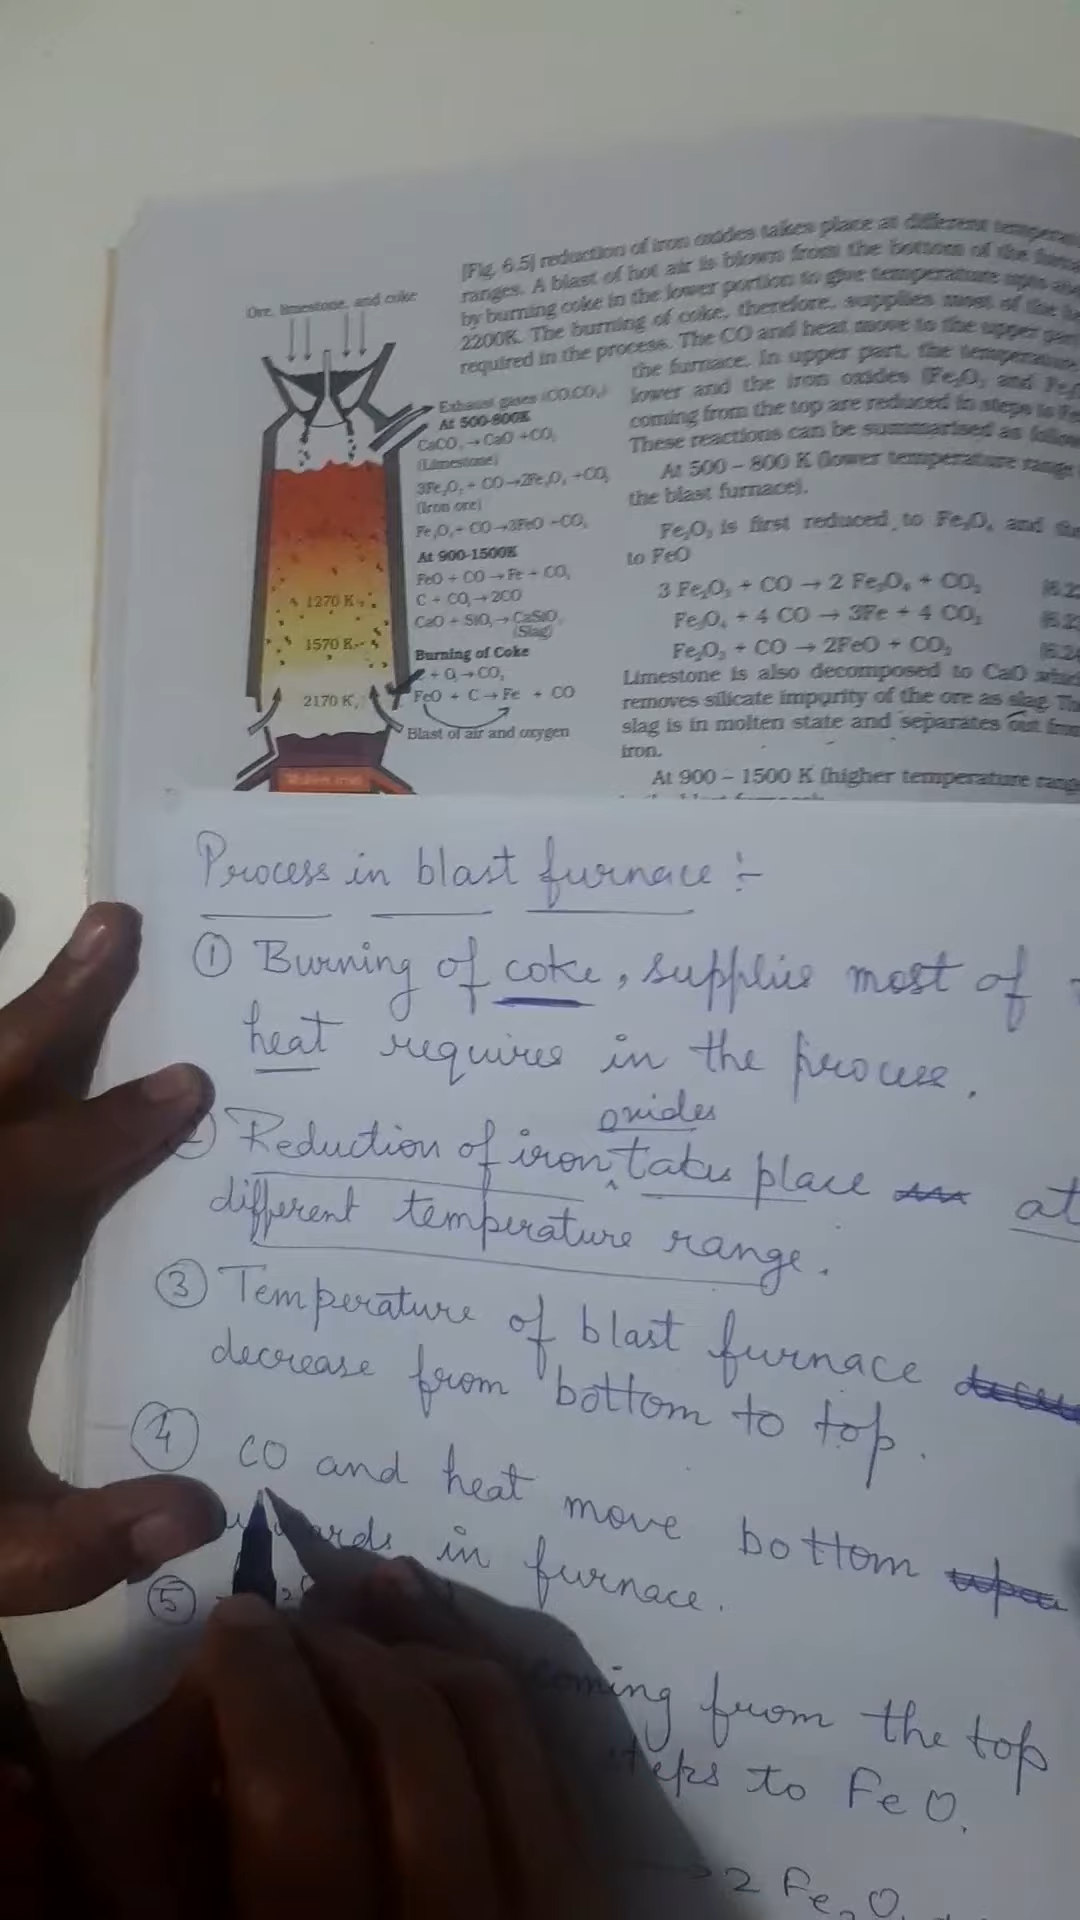 Ore, limestone, and coke
Exhaust gases (CO,CO₂)
At 500-800K
CaCO₃→CaO +CO₂
(Limestone)
3Fe₂O₃ + CO→2Fe₃O₄ +CO₂
(Iron ore)
Fe₃O₄+ CO→3FeO +CO₂
At 900-1500K
FeO + CO→Fe + CO₂
C + CO₂→2CO
CaO + SiO₂→CaSiO₃
(Slag)
Burning of Coke
+ O₂→CO₂
FeO + C→Fe + CO
Blast of air and oxygen
1270 K
1570 K
2170 K
[Fig. 6.5] reduction of iron oxides takes place at different
ranges. A blast of hot air is blown from the bottom of the
by burning coke in the lower portion to give temperature upto
2200K. The burning of coke, therefore, supplies most of the
required in the process. The CO and heat move to the upper
the furnace. In upper part, the temperature
lower and the iron oxides (Fe₂O₃ and
coming from the top are reduced in steps to
These reactions can be summarised as
At 500 – 800 K (lower temperature range
the blast furnace),
Fe₂O₃ is first reduced to Fe₃O₄ and
to FeO
3 Fe₂O₃ + CO → 2 Fe₃O₄ + CO₂
Fe₃O₄ + 4 CO → 3Fe + 4 CO₂
Fe₂O₃ + CO → 2FeO + CO₂
Limestone is also decomposed to CaO
removes silicate impurity of the ore as slag.
slag is in molten state and separates out
iron.
At 900 – 1500 K (higher temperature range
Process in blast furnace :-
① Burning of coke, supplies most of
heat requires in the process.
oxides
Reduction of iron takes place at
different temperature range.
③ Temperature of blast furnace
decrease from bottom to top.
④ CO and heat move bottom
in furnace.
⑤
coming from the top
to FeO.
→ 2 Fe₃O₄